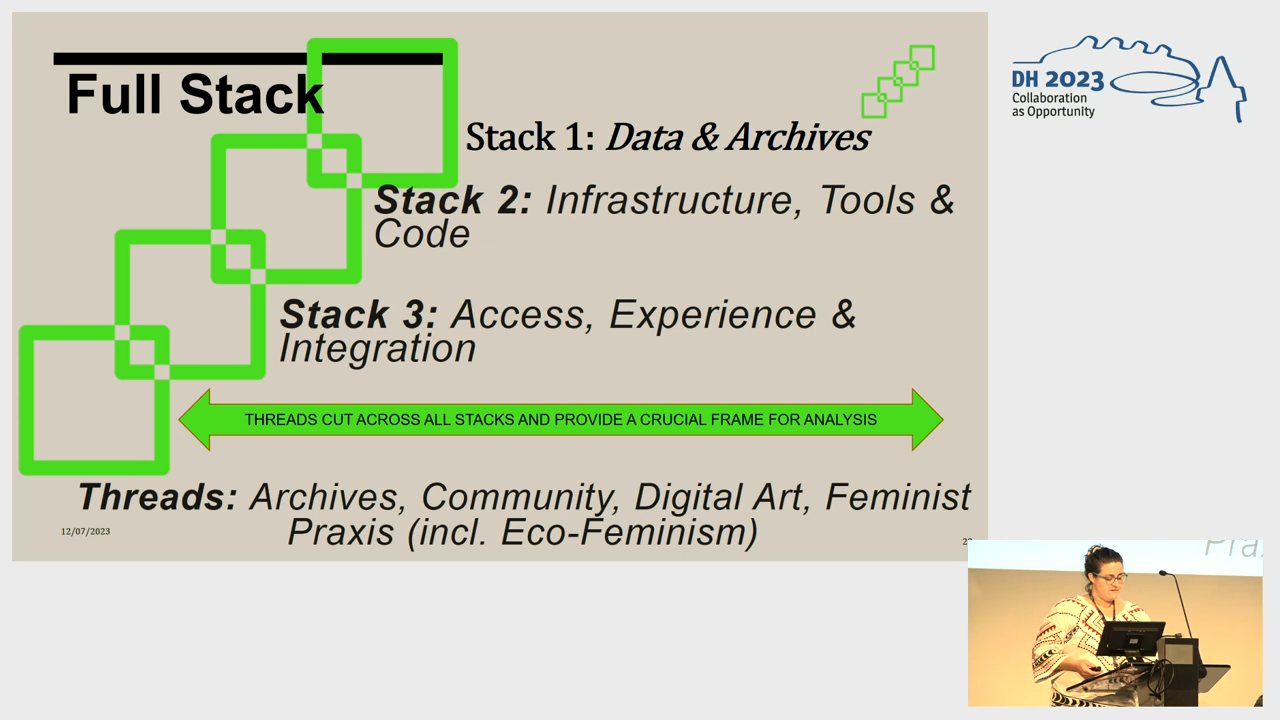 Full Stack
Stack 1: Data & Archives
Stack 2: Infrastructure, Tools &
Code
Stack 3: Access, Experience &
Integration
THREADS CUT ACROSS ALL STACKS AND PROVIDE A CRUCIAL FRAME FOR ANALYSIS
Threads: Archives, Community, Digital Art, Feminist
Praxis (incl. Eco-Feminism)
12/07/2023
DH 2023
Collaboration
as Opportunity